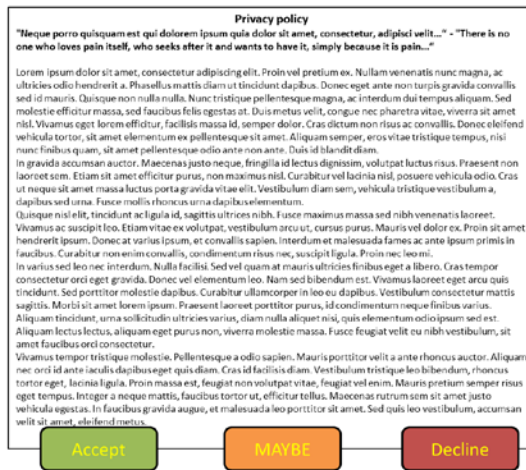 Privacy policy
"Neque porro quisquam est qui dolorem ipsum quia dolor sit amet, consectetur, adipisci velit..." - "There is no
one who loves pain itself, who seeks after it and wants to have it, simply because it is pain..."
Lorem ipsum dolor sit amet, consectetur adipiscing elit. Proin vel pretium ex. Nullam venenatis nunc magna, ac
ultricies odio hendrerit a. Phasellus mattis diam ut tincidunt dapibus. Donec eget ante non turpis gravida convallis
sed id mauris. Quisque non nulla nulla. Nunc tristique pellentesque magna, ac interdum dui tempus aliquam. Sed
molestie efficitur massa, sed faucibus felis egestas at. Duis metus velit, congue nec pharetra vitae, viverra sit amet
nisl. Vivamus eget lorem efficitur, facilisis massa id, semper dolor. Cras dictum non risus ac convallis. Donec eleifend
vehicula tortor, sit amet elementum ex pellentesque sit amet. Aliquam semper, eros vitae tristique tempus, nisi
nunc finibus quam, sit amet pellentesque odio ante non ante. Duis id blandit diam.
In gravida accumsan auctor. Maecenas justo neque, fringilla id lectus dignissim, volutpat luctus risus. Praesent non
laoreet sem. Etiam sit amet efficitur purus, non maximus nisl. Curabitur vel lacinia nisl, posuere vehicula odio. Cras
ut neque sit amet massa luctus porta gravida vitae elit. Vestibulum diam sem, vehicula tristique vestibulum a,
dapibus sed urna. Fusce mollis rhoncus urna dapibus elementum.
Quisque nisl elit, tincidunt ac ligula id, sagittis ultrices nibh. Fusce maximus massa sed nibh venenatis laoreet.
Vivamus ac suscipit leo. Etiam vitae ex volutpat, vestibulum arcu ut, cursus purus. Mauris vel dolor ex. Proin sit amet
hendrerit ipsum. Donec at varius ipsum, et convallis sapien. Interdum et malesuada fames ac ante ipsum primis in
faucibus. Curabitur non enim convallis, condimentum risus nec, suscipit ligula. Proin nec leo mi.
In varius sed leo nec interdum. Nulla facilisi. Sed vel quam at mauris ultricies finibus eget a libero. Cras tempor
consectetur orci eget gravida. Donec vel elementum leo. Nam sed bibendum est. Vivamus laoreet eget arcu quis
tincidunt. Sed porttitor molestie dapibus. Curabitur ullamcorper in leo eu dapibus. Vestibulum consectetur mattis
sagittis. Morbi sit amet lorem ipsum. Praesent laoreet porttitor purus, id condimentum neque finibus varius.
Aliquam tincidunt, urna sollicitudin ultricies varius, diam nulla aliquet nisi, quis elementum odio ipsum sed est.
Aliquam lectus lectus, aliquam eget purus non, viverra molestie massa. Fusce feugiat velit eu nibh vestibulum, sit
amet faucibus orci consectetur.
Vivamus tempor tristique molestie. Pellentesque a odio sapien. Mauris porttitor velit a ante rhoncus auctor. Aliquam
nec orci id ante iaculis dapibus eget quis diam. Cras id facilisis diam. Vestibulum tristique leo bibendum, rhoncus
tortor eget, lacinia ligula. Proin massa est, feugiat non volutpat vitae, feugiat vel enim. Mauris pretium semper risus
eget tempus. Integer a neque mattis, faucibus tortor ut, efficitur tellus. Maecenas rutrum sem sit amet justo
vehicula egestas. In faucibus gravida augue, et malesuada leo porttitor sit amet. Sed quis leo vestibulum, accumsan
velit sit amet, eleifend metus.
Accept
MAYBE
Decline